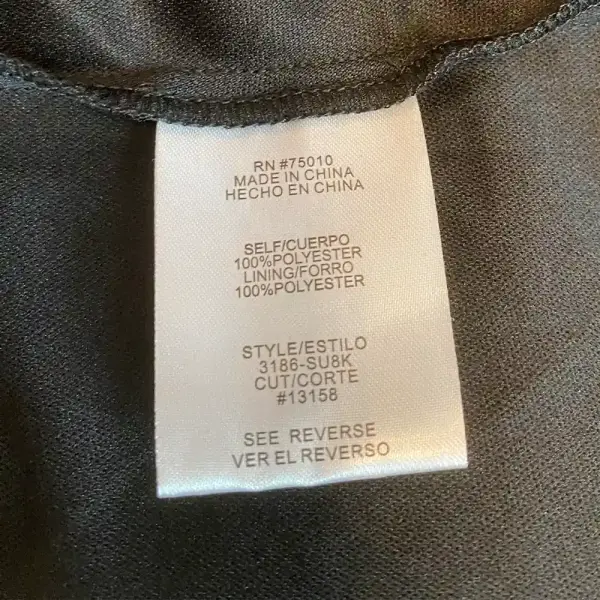 RN #75010
MADE IN CHINA
HECHO EN CHINA
SELF/CUERPO
100%POLYESTER
LINING/FORRO
100%POLYESTER
STYLE/ESTILO
3186-SU8K
CUT/CORTE
#13158
SEE REVERSE
VER EL REVERSO